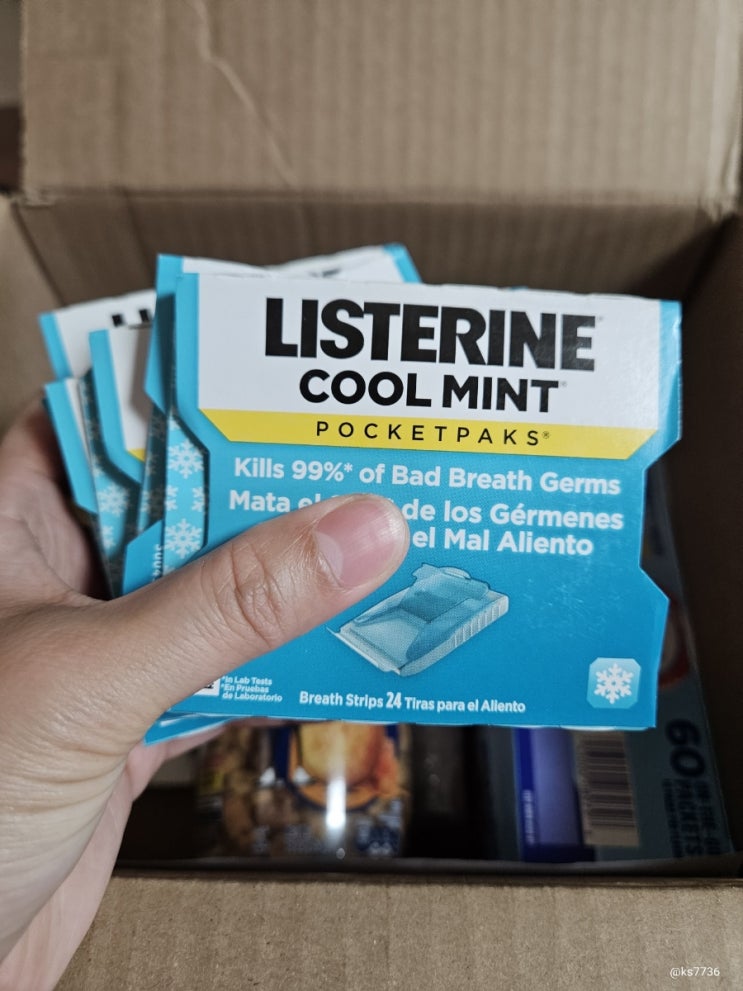 LISTERINE®
COOL MINT®
POCKETPAKS®
Kills 99%* of Bad Breath Germs
Mata el de los Gérmenes
el Mal Aliento
*In Lab Tests
*En Pruebas
de Laboratorio
Breath Strips 24 Tiras para el Aliento
60
PACKETS
@ks7736